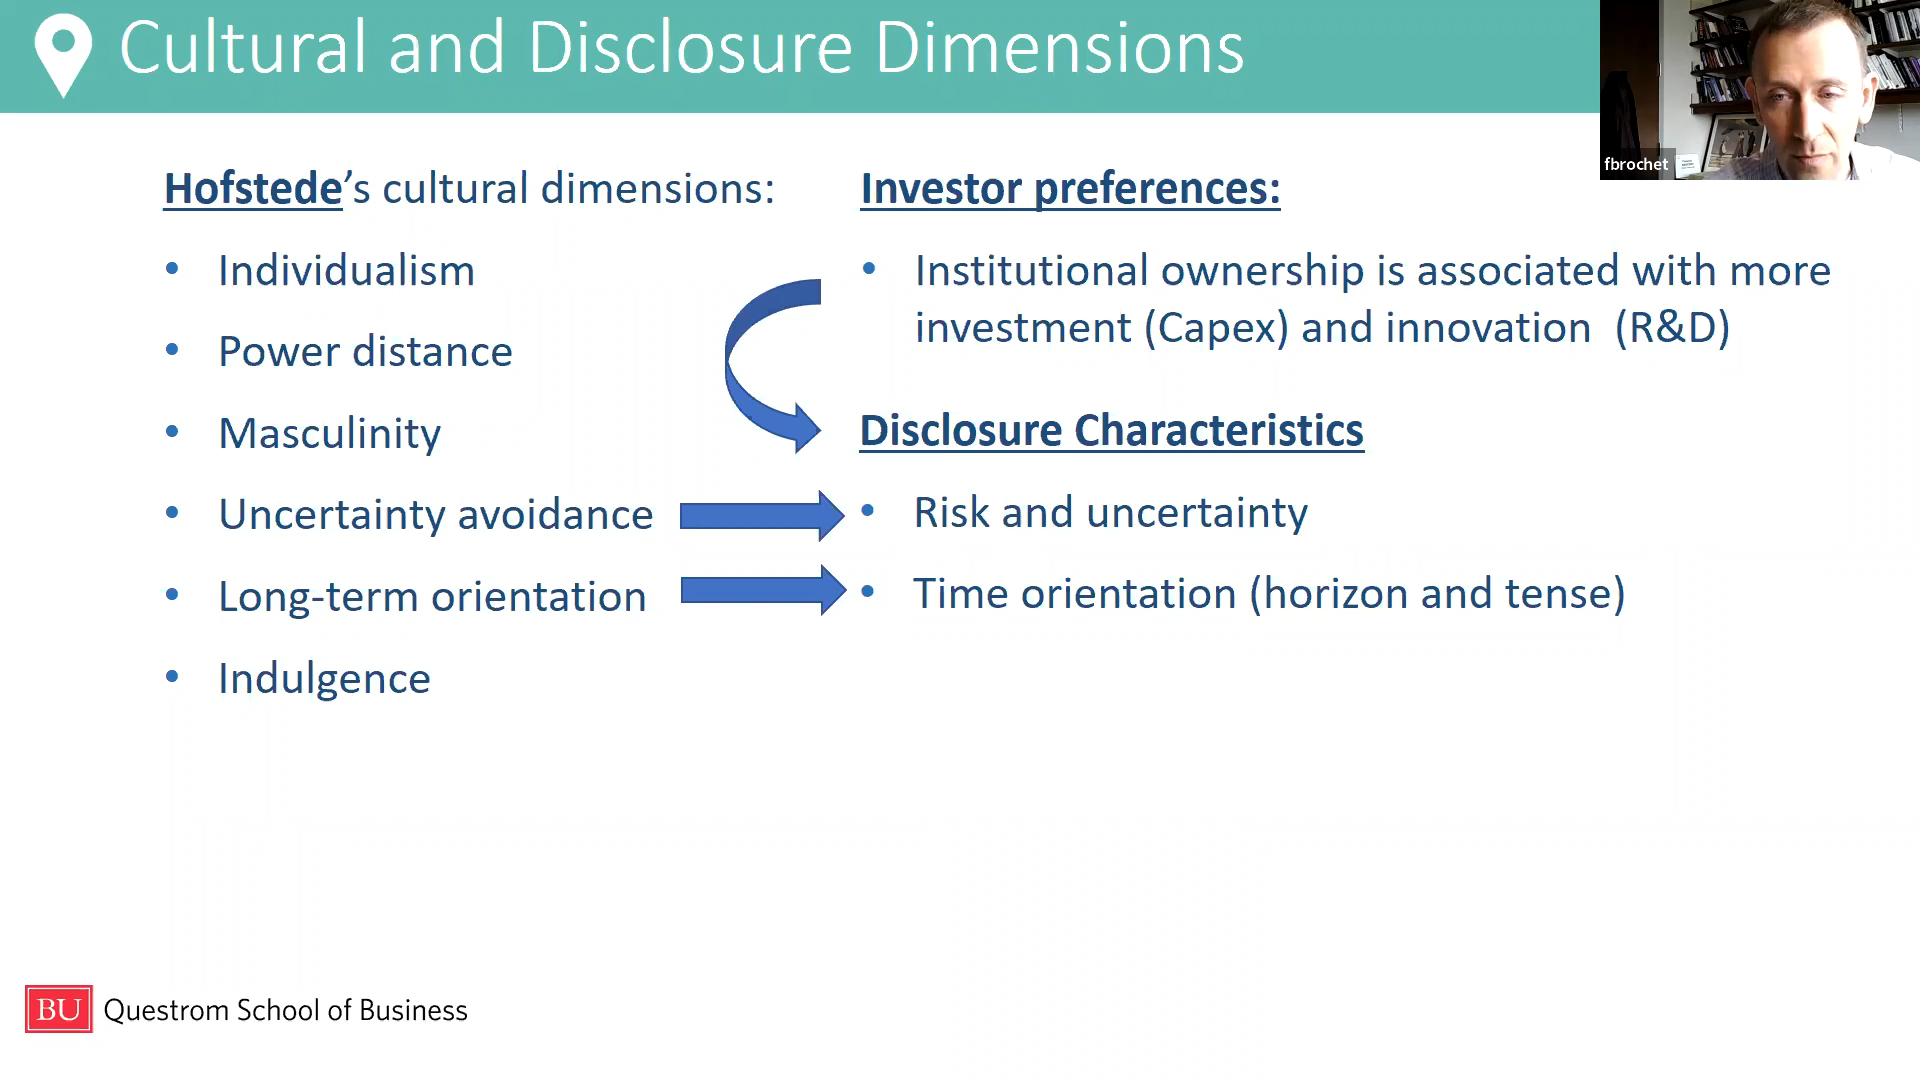 Cultural and Disclosure Dimensions
fbrochet
Hofstede’s cultural dimensions:
• Individualism
• Power distance
• Masculinity
• Uncertainty avoidance
• Long-term orientation
• Indulgence
Investor preferences:
• Institutional ownership is associated with more
investment (Capex) and innovation (R&D)
Disclosure Characteristics
• Risk and uncertainty
• Time orientation (horizon and tense)
BU Questrom School of Business